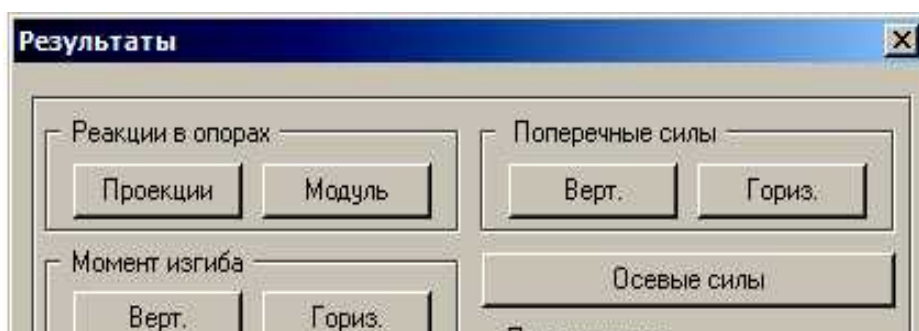 Результаты
Реакции в опорах
Проекции Модуль
Поперечные силы
Верт. Гориз.
Момент изгиба
Верт. Гориз.
Осевые силы